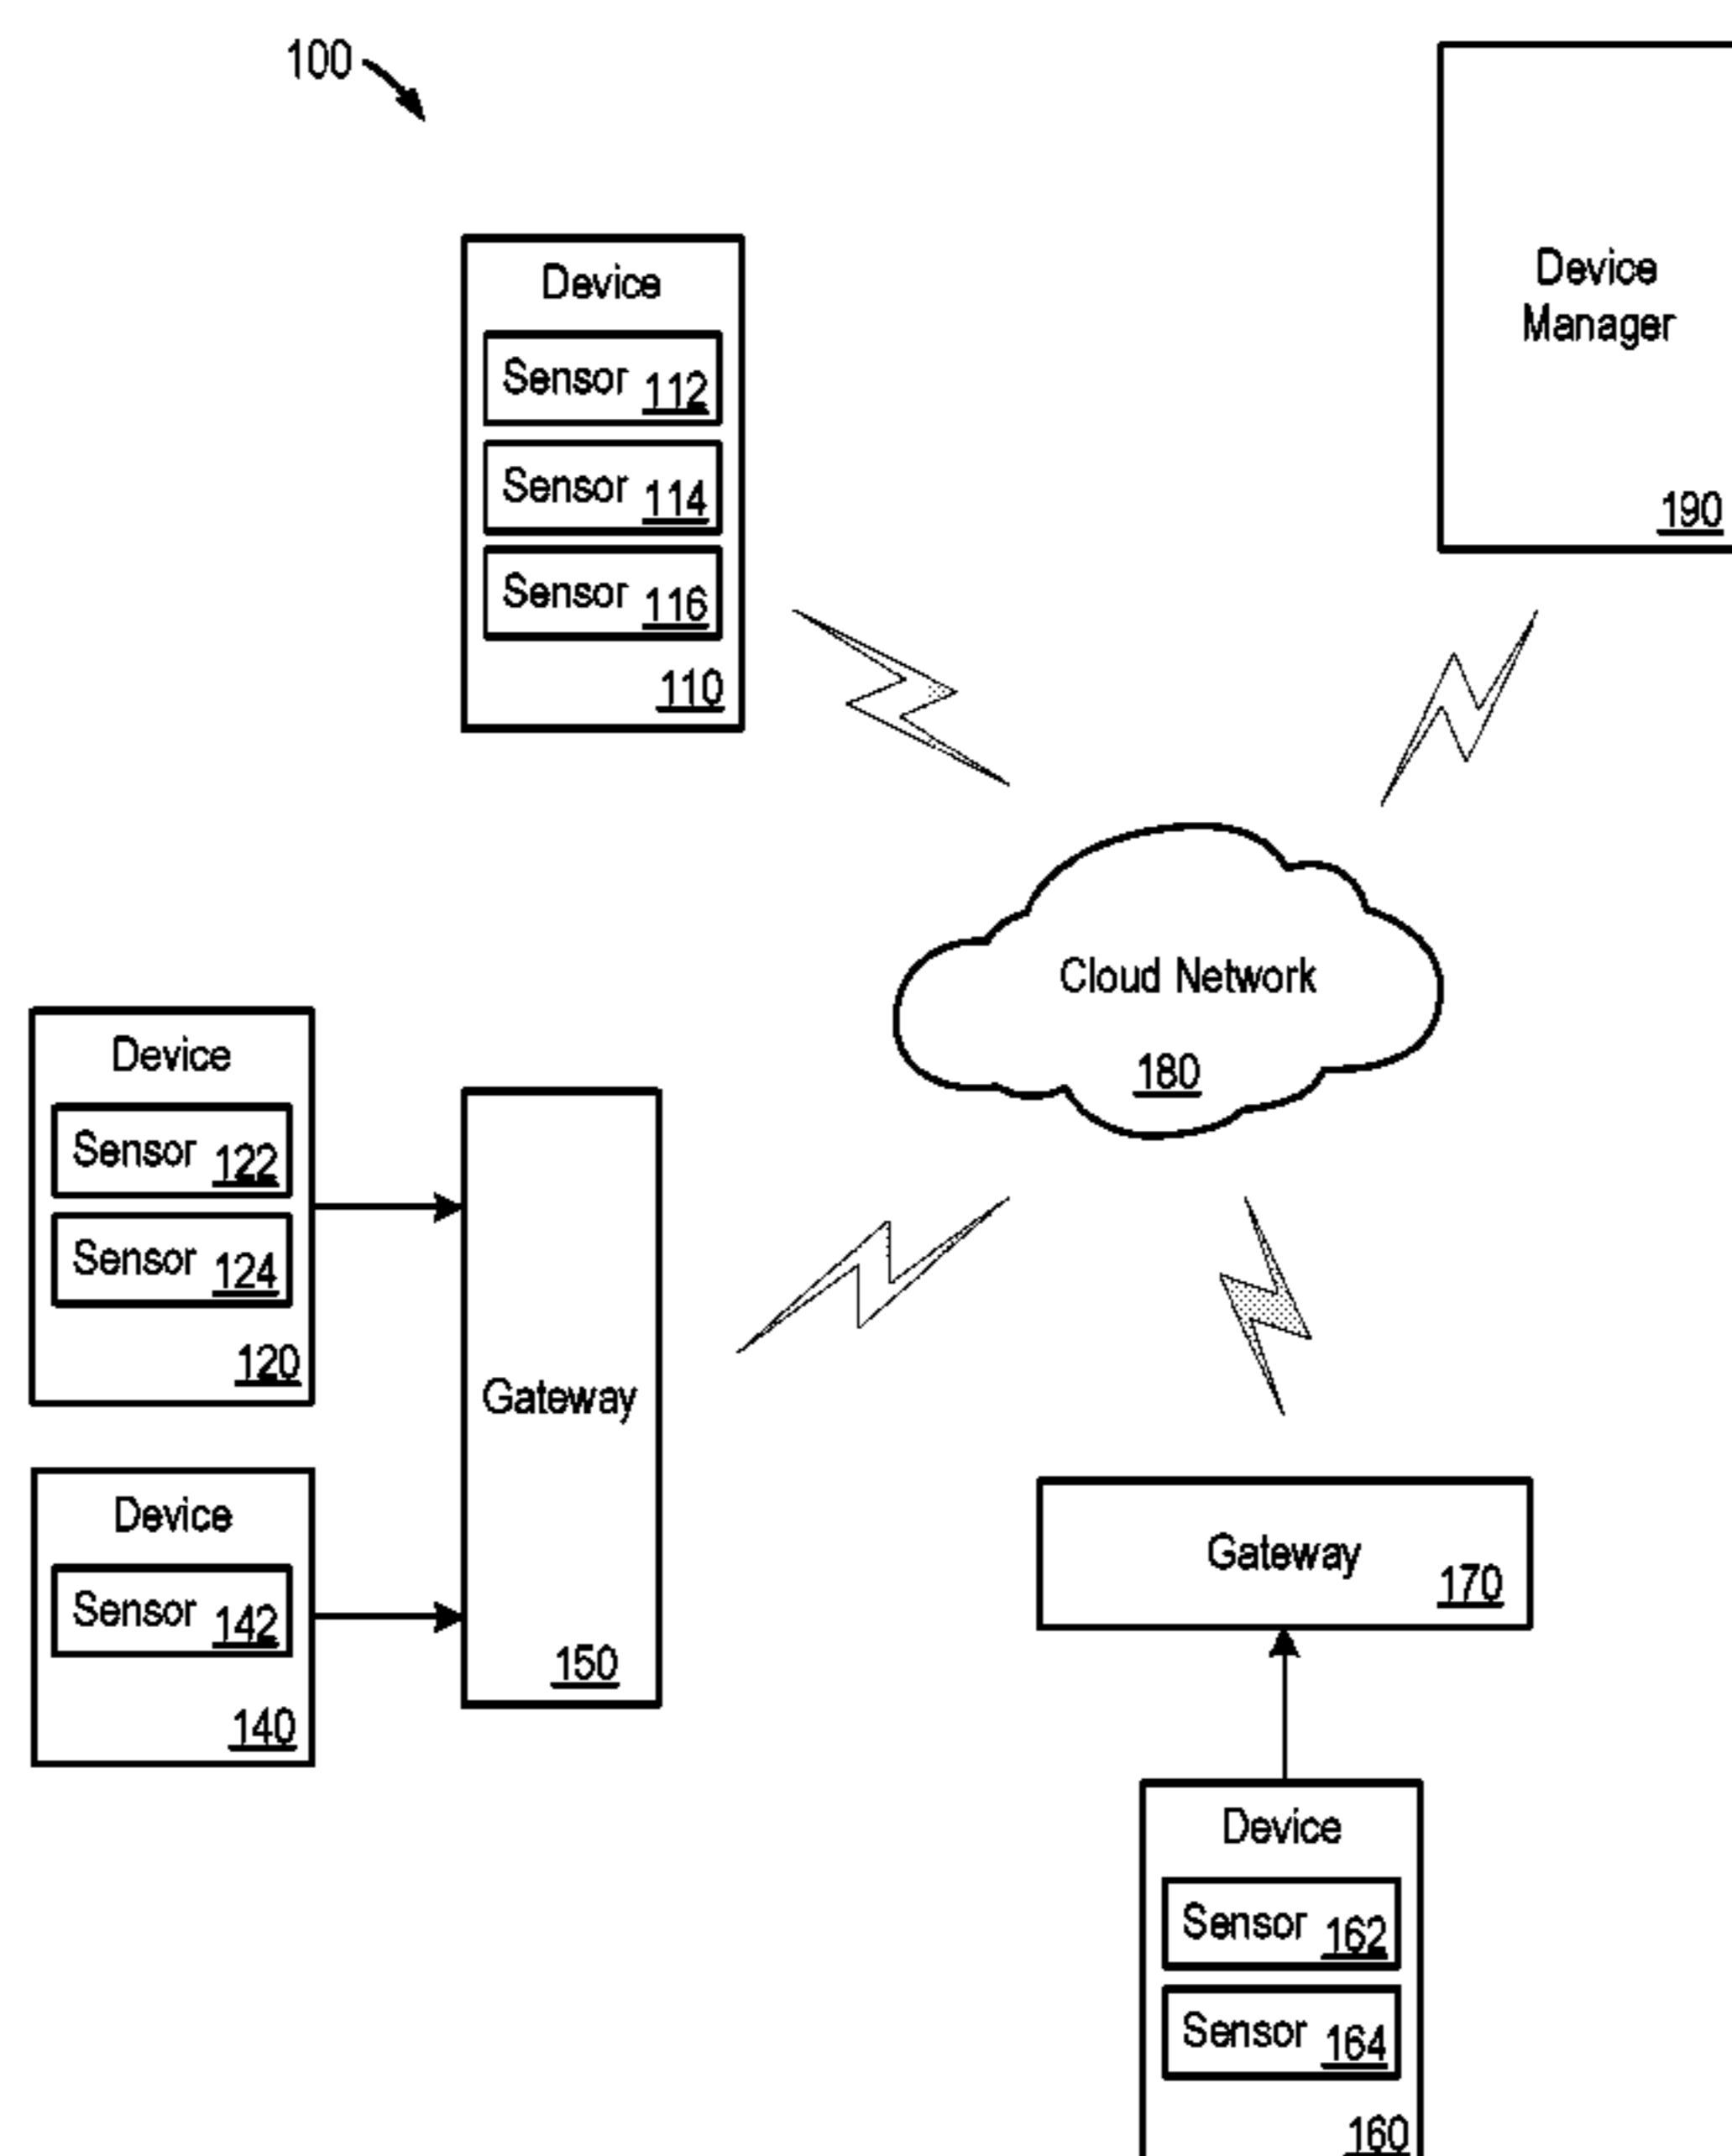 100
Device
Sensor 112
Sensor 114
Sensor 116
110
Device
Manager
190
Cloud Network
180
Device
Sensor 122
Sensor 124
120
Gateway
150
Device
Sensor 142
140
Gateway
170
Device
Sensor 162
Sensor 164
160